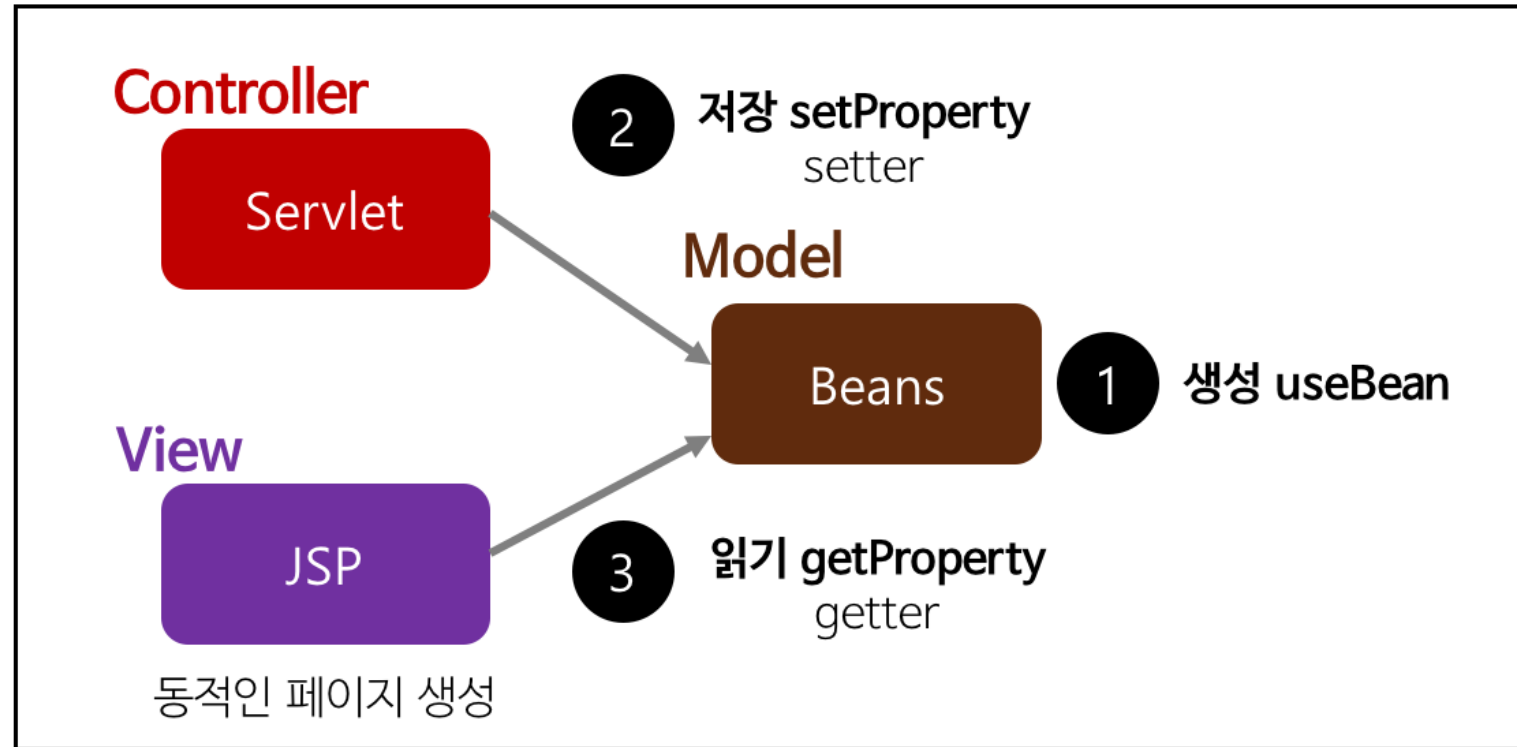 Controller
Servlet
2
저장 setProperty
setter
Model
Beans
1
생성 useBean
View
JSP
3
읽기 getProperty
getter
동적인 페이지 생성